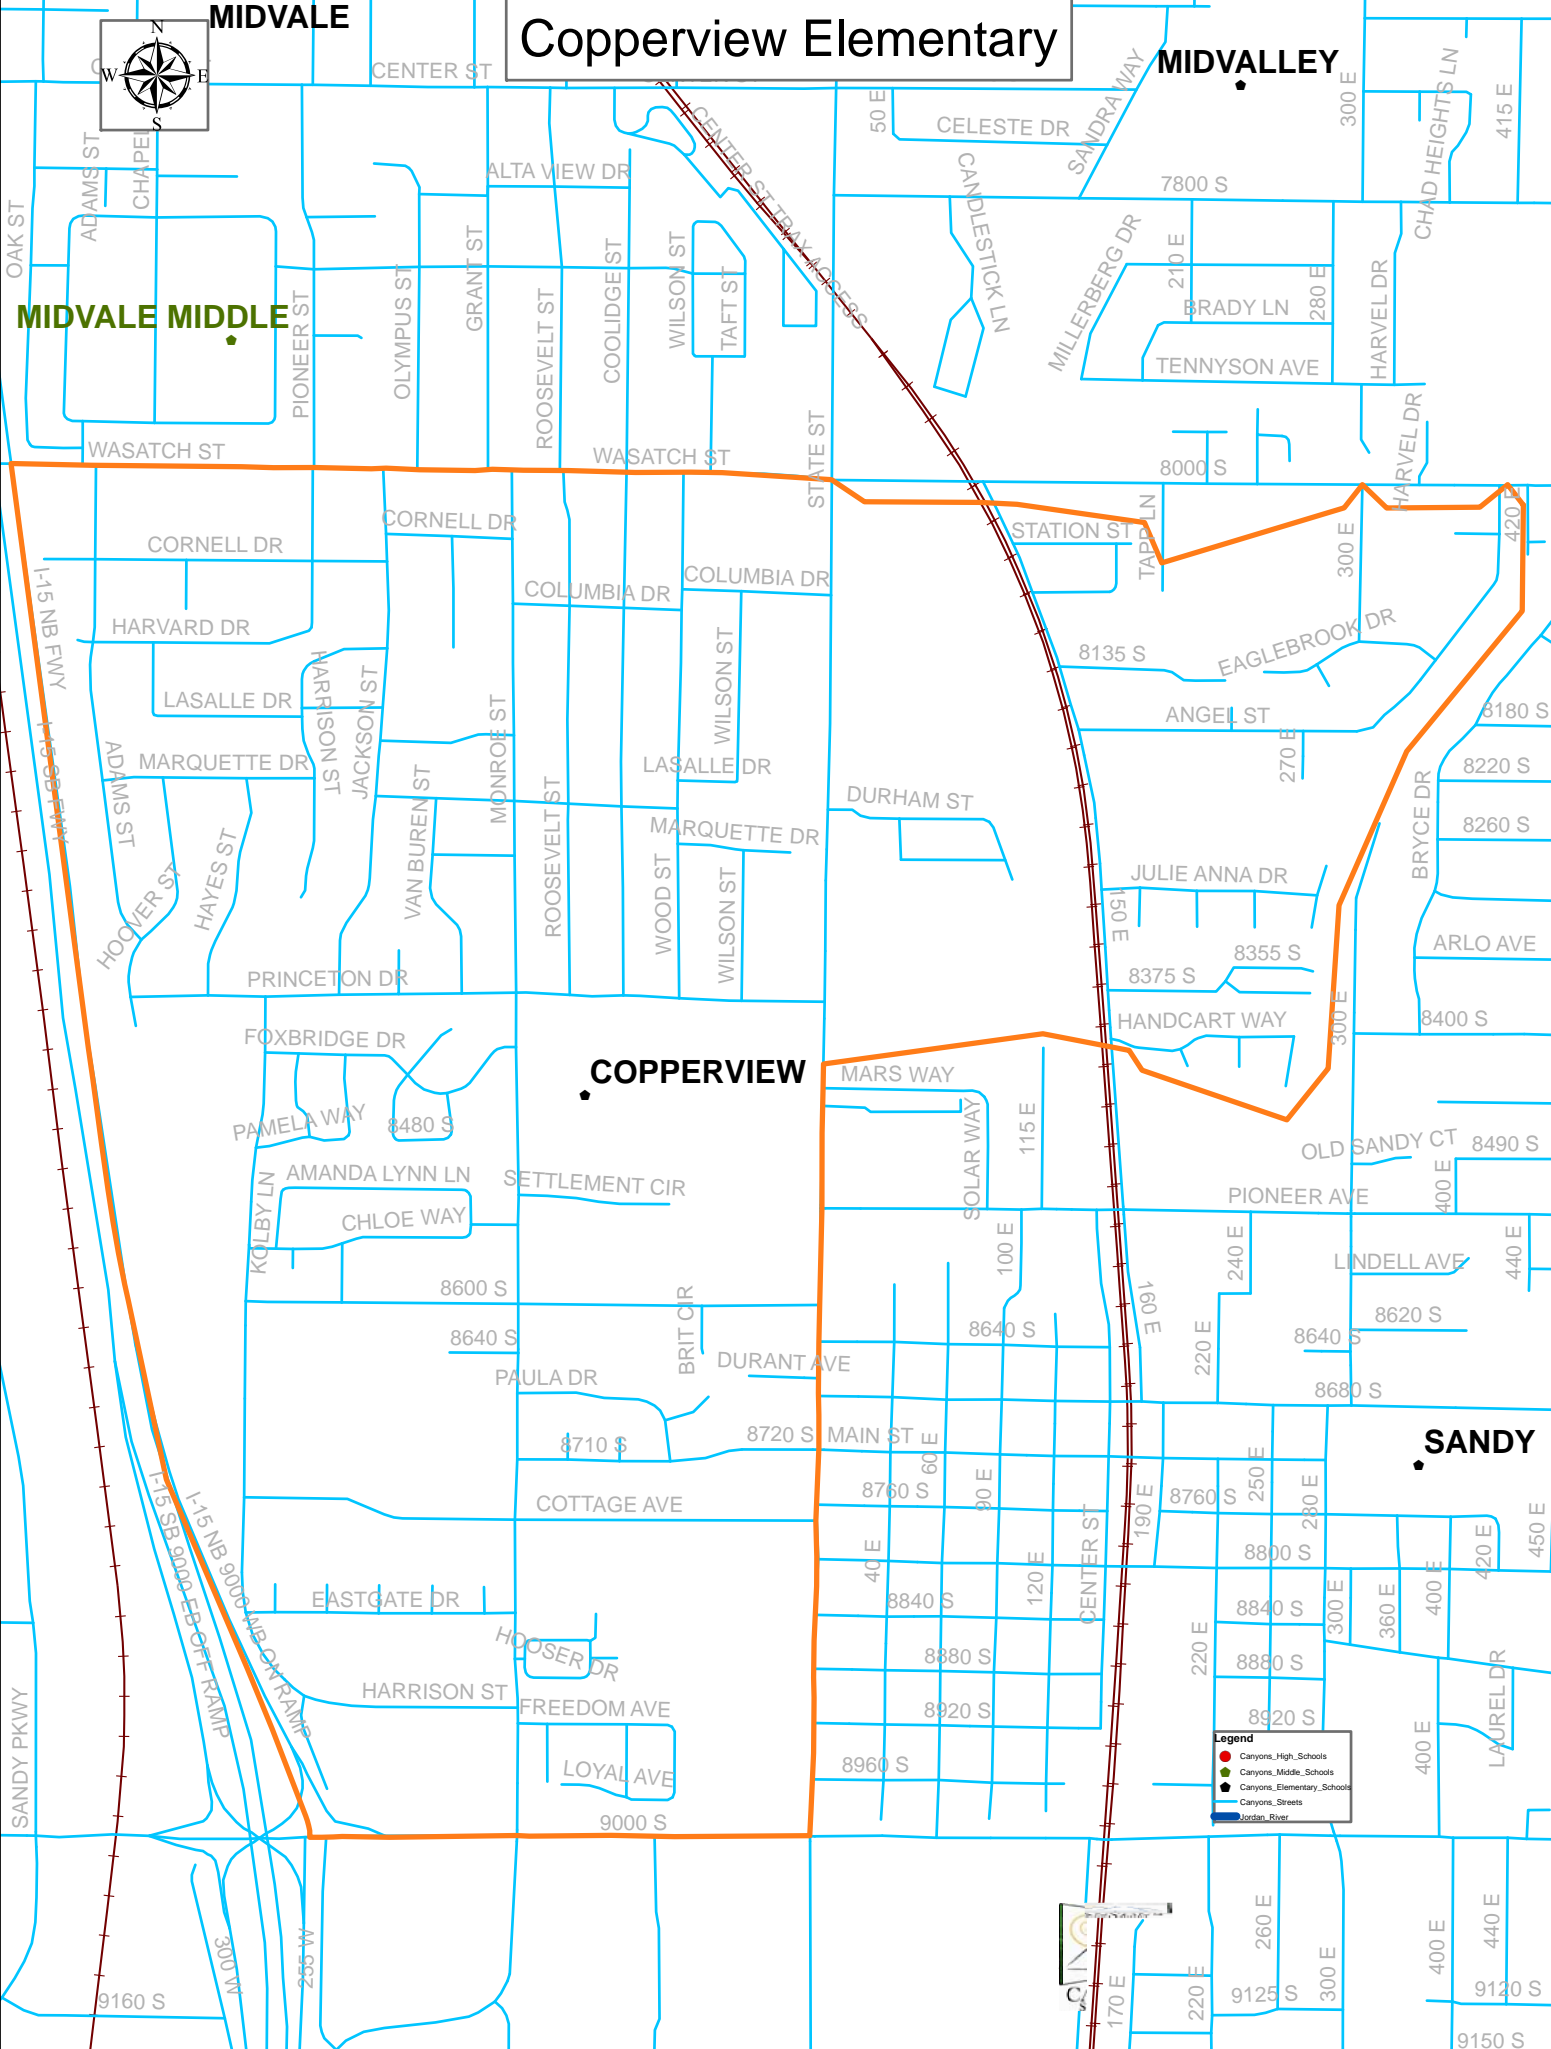 MIDVALE
Copperview Elementary
MIDVALLEY
N
W
E
S
CENTER ST
CENTER ST TRAX ACCESS
50 E
CELESTE DR
SANDRA WAY
300 E
CHAD HEIGHTS LN
415 E
ADAMS ST
CHAPEL
ALTA VIEW DR
7800 S
OAK ST
CANDLESTICK LN
MILLERBERG DR
210 E
280 E
BRADY LN
HARVEL DR
TENNYSON AVE
MIDVALE MIDDLE
PIONEER ST
OLYMPUS ST
GRANT ST
ROOSEVELT ST
COOLIDGE ST
WILSON ST
TAFT ST
STATE ST
WASATCH ST
WASATCH ST
8000 S
HARVEL DR
420 E
CORNELL DR
CORNELL DR
STATION ST
TAPP LN
300 E
I-15 NB FWY
COLUMBIA DR
COLUMBIA DR
HARVARD DR
WILSON ST
8135 S
EAGLEBROOK DR
HARRISON ST
JACKSON ST
LASALLE DR
MONROE ST
ANGEL ST
8180 S
I-15 SB FWY
ADAMS ST
MARQUETTE DR
LASALLE DR
270 E
8220 S
VAN BUREN ST
ROOSEVELT ST
DURHAM ST
BRYCE DR
8260 S
MARQUETTE DR
HOOVER ST
HAYES ST
WOOD ST
WILSON ST
JULIE ANNA DR
150 E
ARLO AVE
8355 S
8375 S
PRINCETON DR
HANDCART WAY
300 E
8400 S
FOXBRIDGE DR
COPPERVIEW
MARS WAY
PAMELA WAY
8480 S
SOLAR WAY
115 E
OLD SANDY CT
8490 S
AMANDA LYNN LN
SETTLEMENT CIR
PIONEER AVE
400 E
KOLBY LN
CHLOE WAY
100 E
240 E
LINDELL AVE
440 E
8600 S
BRIT CIR
160 E
8640 S
8640 S
220 E
8640 S
8620 S
PAULA DR
DURANT AVE
8680 S
8710 S
8720 S
MAIN ST
60 E
SANDY
I-15 SB 9000 EB OFF RAMP
I-15 NB 9000 WB ON RAMP
COTTAGE AVE
8760 S
90 E
190 E
8760 S
250 E
280 E
450 E
40 E
120 E
CENTER ST
8800 S
420 E
EASTGATE DR
8840 S
8840 S
300 E
360 E
400 E
HOOSER DR
8880 S
220 E
8880 S
LAUREL DR
HARRISON ST
FREEDOM AVE
8920 S
8920 S
SANDY PKWY
LOYAL AVE
8960 S
400 E
Legend
Canyons_High_Schools
Canyons_Middle_Schools
Canyons_Elementary_Schools
Canyons_Streets
Jordan_River
9000 S
300 W
255 W
260 E
300 E
400 E
440 E
9160 S
170 E
220 E
9125 S
9120 S
9150 S